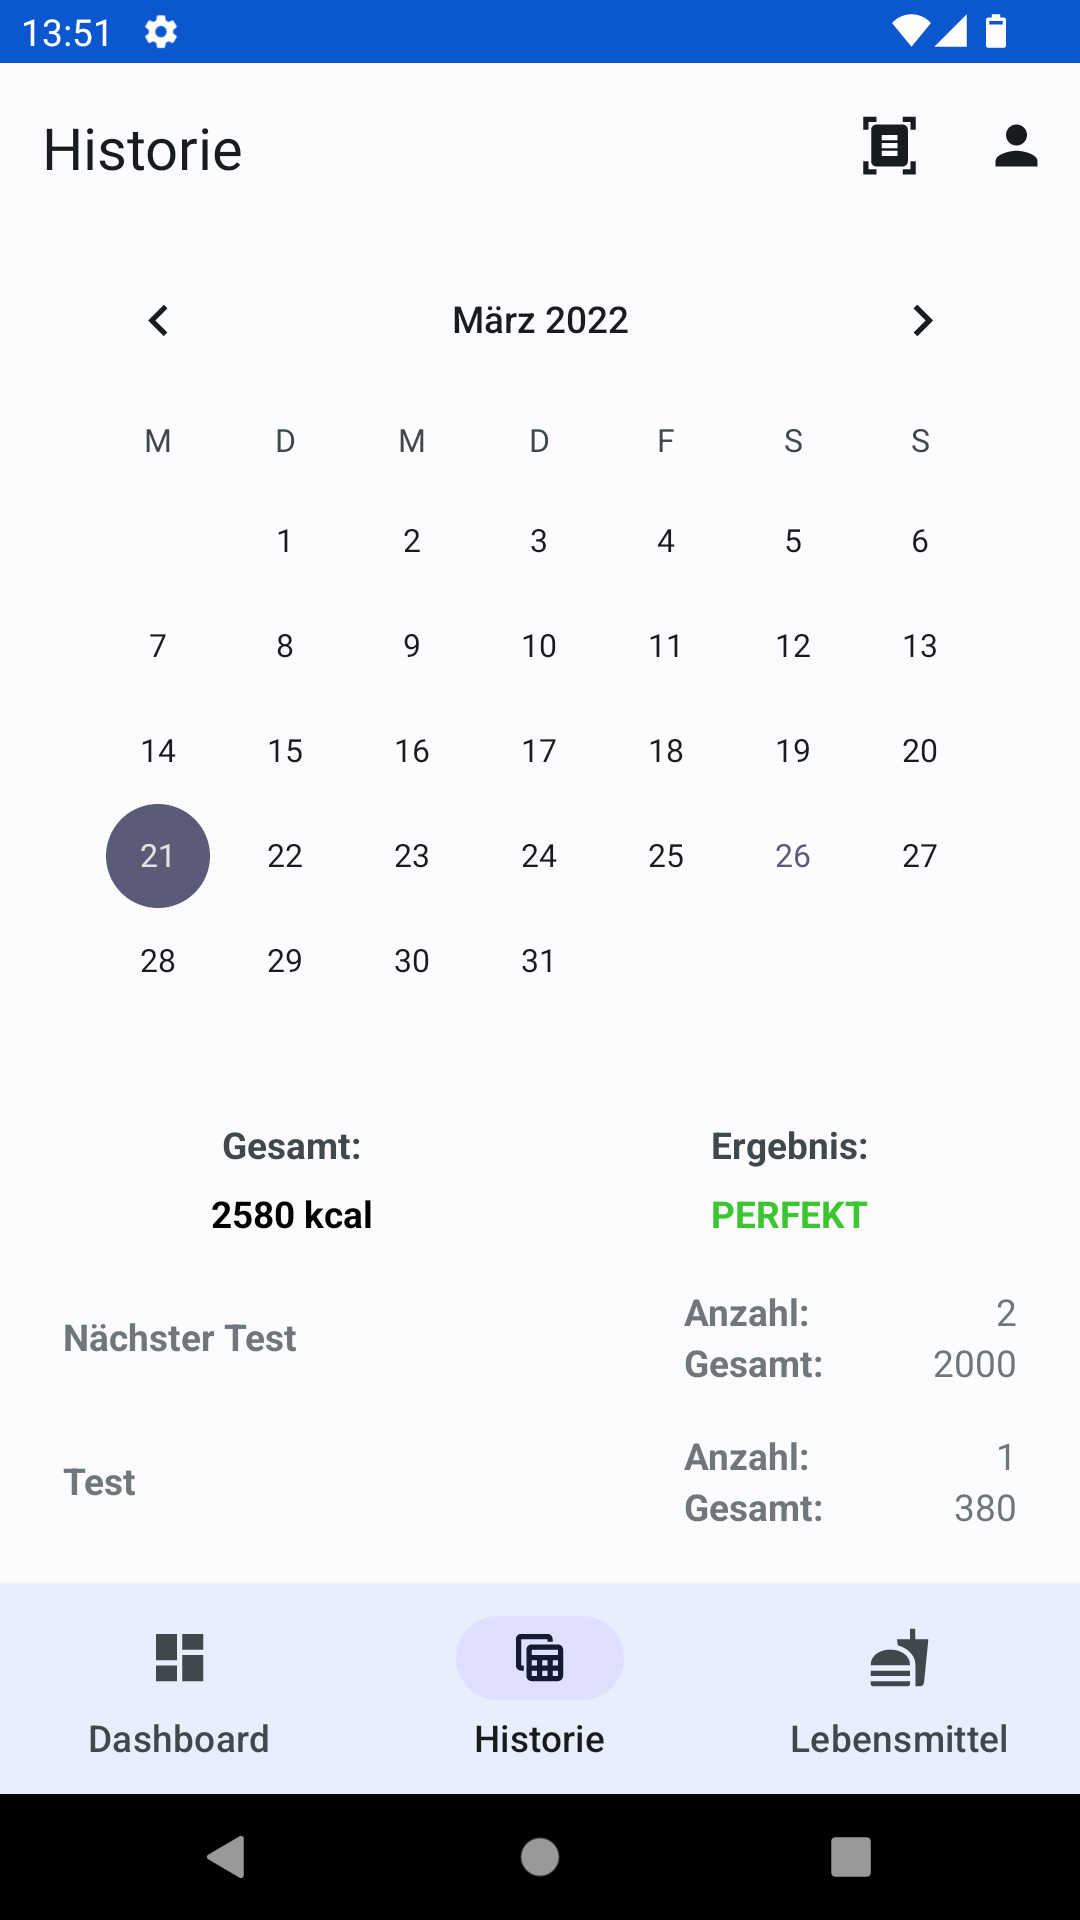 13:51
Historie
März 2022
M D M D F S S
1 2 3 4 5 6
7 8 9 10 11 12 13
14 15 16 17 18 19 20
21 22 23 24 25 26 27
28 29 30 31
Gesamt: Ergebnis:
2580 kcal PERFEKT
Nächster Test
Anzahl: 2
Gesamt: 2000
Test
Anzahl: 1
Gesamt: 380
Dashboard Historie Lebensmittel